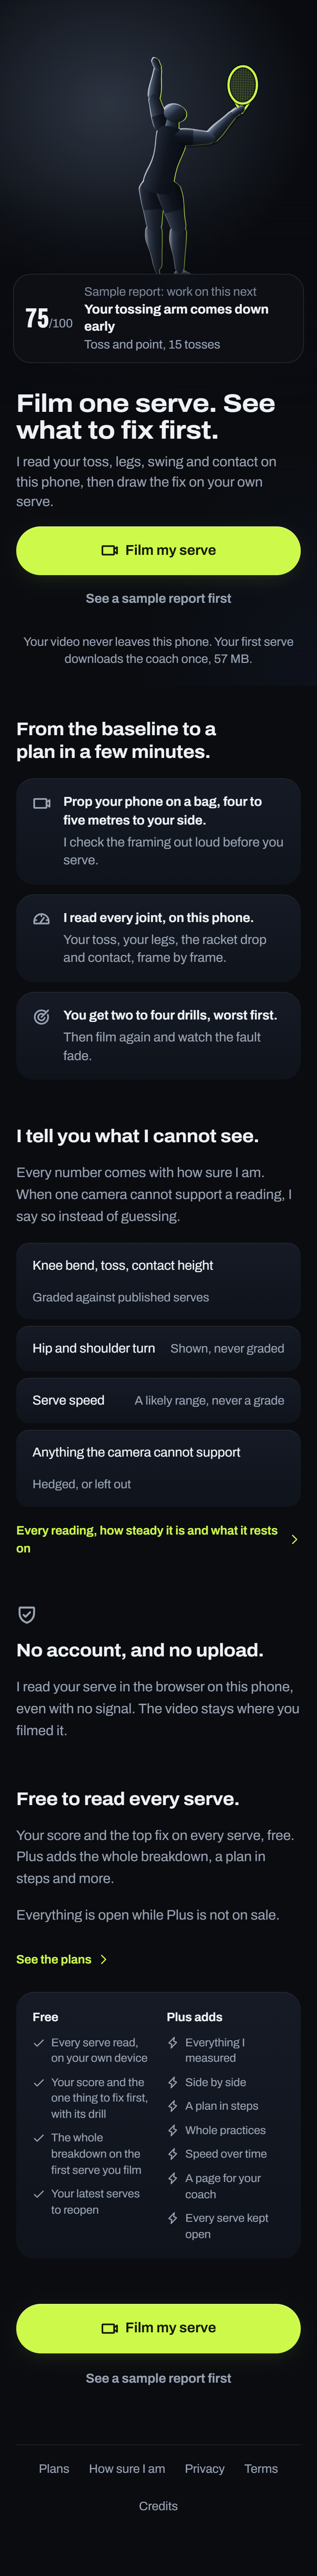 Sample report: work on this next
75/100
Your tossing arm comes down
early
Toss and point, 15 tosses
Film one serve. See
what to fix first.
I read your toss, legs, swing and contact on
this phone, then draw the fix on your own
serve.
Film my serve
See a sample report first
Your video never leaves this phone. Your first serve
downloads the coach once, 57 MB.
From the baseline to a
plan in a few minutes.
Prop your phone on a bag, four to
five metres to your side.
I check the framing out loud before you
serve.
I read every joint, on this phone.
Your toss, your legs, the racket drop
and contact, frame by frame.
You get two to four drills, worst first.
Then film again and watch the fault
fade.
I tell you what I cannot see.
Every number comes with how sure I am.
When one camera cannot support a reading, I
say so instead of guessing.
Knee bend, toss, contact height
Graded against published serves
Hip and shoulder turn Shown, never graded
Serve speed A likely range, never a grade
Anything the camera cannot support
Hedged, or left out
Every reading, how steady it is and what it rests
on
No account, and no upload.
I read your serve in the browser on this phone,
even with no signal. The video stays where you
filmed it.
Free to read every serve.
Your score and the top fix on every serve, free.
Plus adds the whole breakdown, a plan in
steps and more.
Everything is open while Plus is not on sale.
See the plans
Free
Every serve read,
on your own device
Your score and the
one thing to fix first,
with its drill
The whole
breakdown on the
first serve you film
Your latest serves
to reopen
Plus adds
Everything I
measured
Side by side
A plan in steps
Whole practices
Speed over time
A page for your
coach
Every serve kept
open
Film my serve
See a sample report first
Plans How sure I am Privacy Terms
Credits